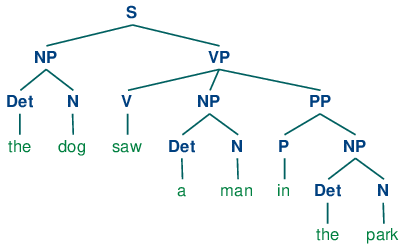 S
NP VP
Det N V NP PP
the dog saw Det N P NP
a man in Det N
the park